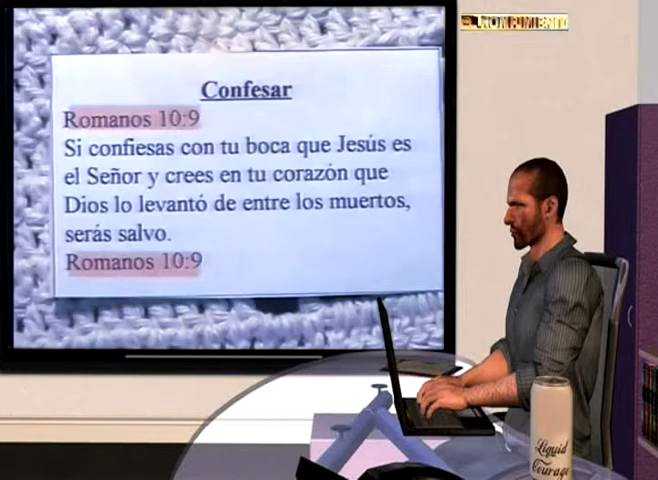 Confesar
Romanos 10:9
Si confiesas con tu boca que Jesús es
el Señor y crees en tu corazón que
Dios lo levantó de entre los muertos,
serás salvo.
Romanos 10:9
Liquid
Courage